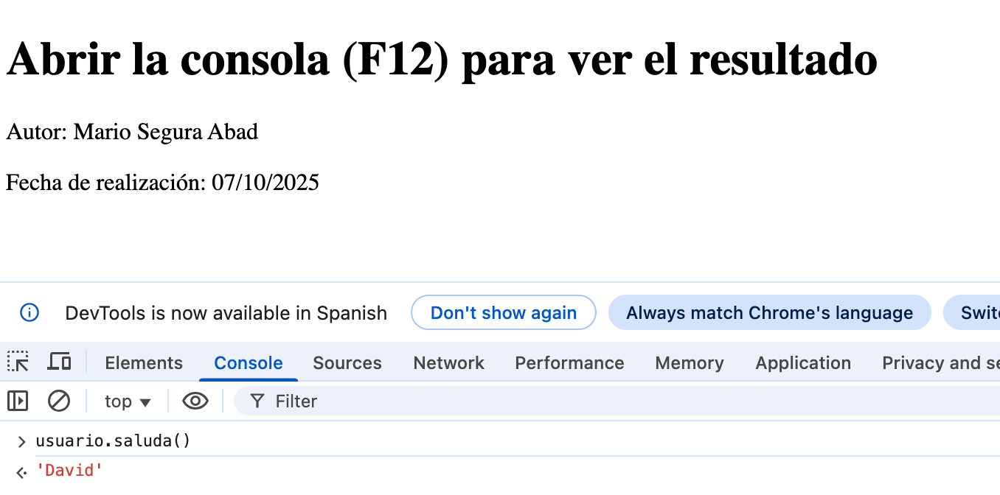 Abrir la consola (F12) para ver el resultado
Autor: Mario Segura Abad
Fecha de realización: 07/10/2025
DevTools is now available in Spanish Don't show again Always match Chrome's language
Elements Console Sources Network Performance Memory Application Privacy and
top Filter
usuario.saluda()
'David'